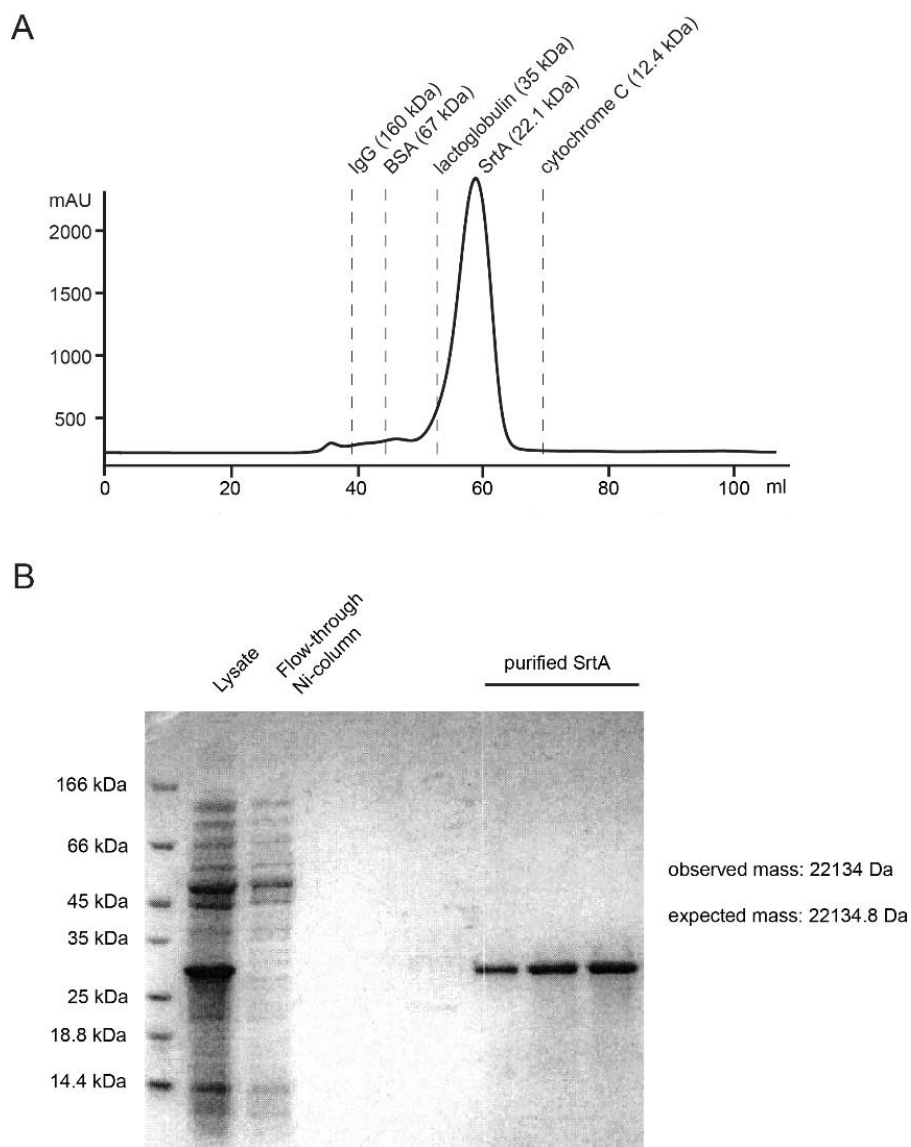 A
IgG (160 kDa)
BSA (67 kDa)
lactoglobulin (35 kDa)
SrtA (22.1 kDa)
cytochrome C (12.4 kDa)
mAU
2000
1500
1000
500
0
20
40
60
80
100
ml
B
Lysate
Flow-through
Ni-column
purified SrtA
166 kDa
66 kDa
45 kDa
35 kDa
25 kDa
18.8 kDa
14.4 kDa
observed mass: 22134 Da
expected mass: 22134.8 Da